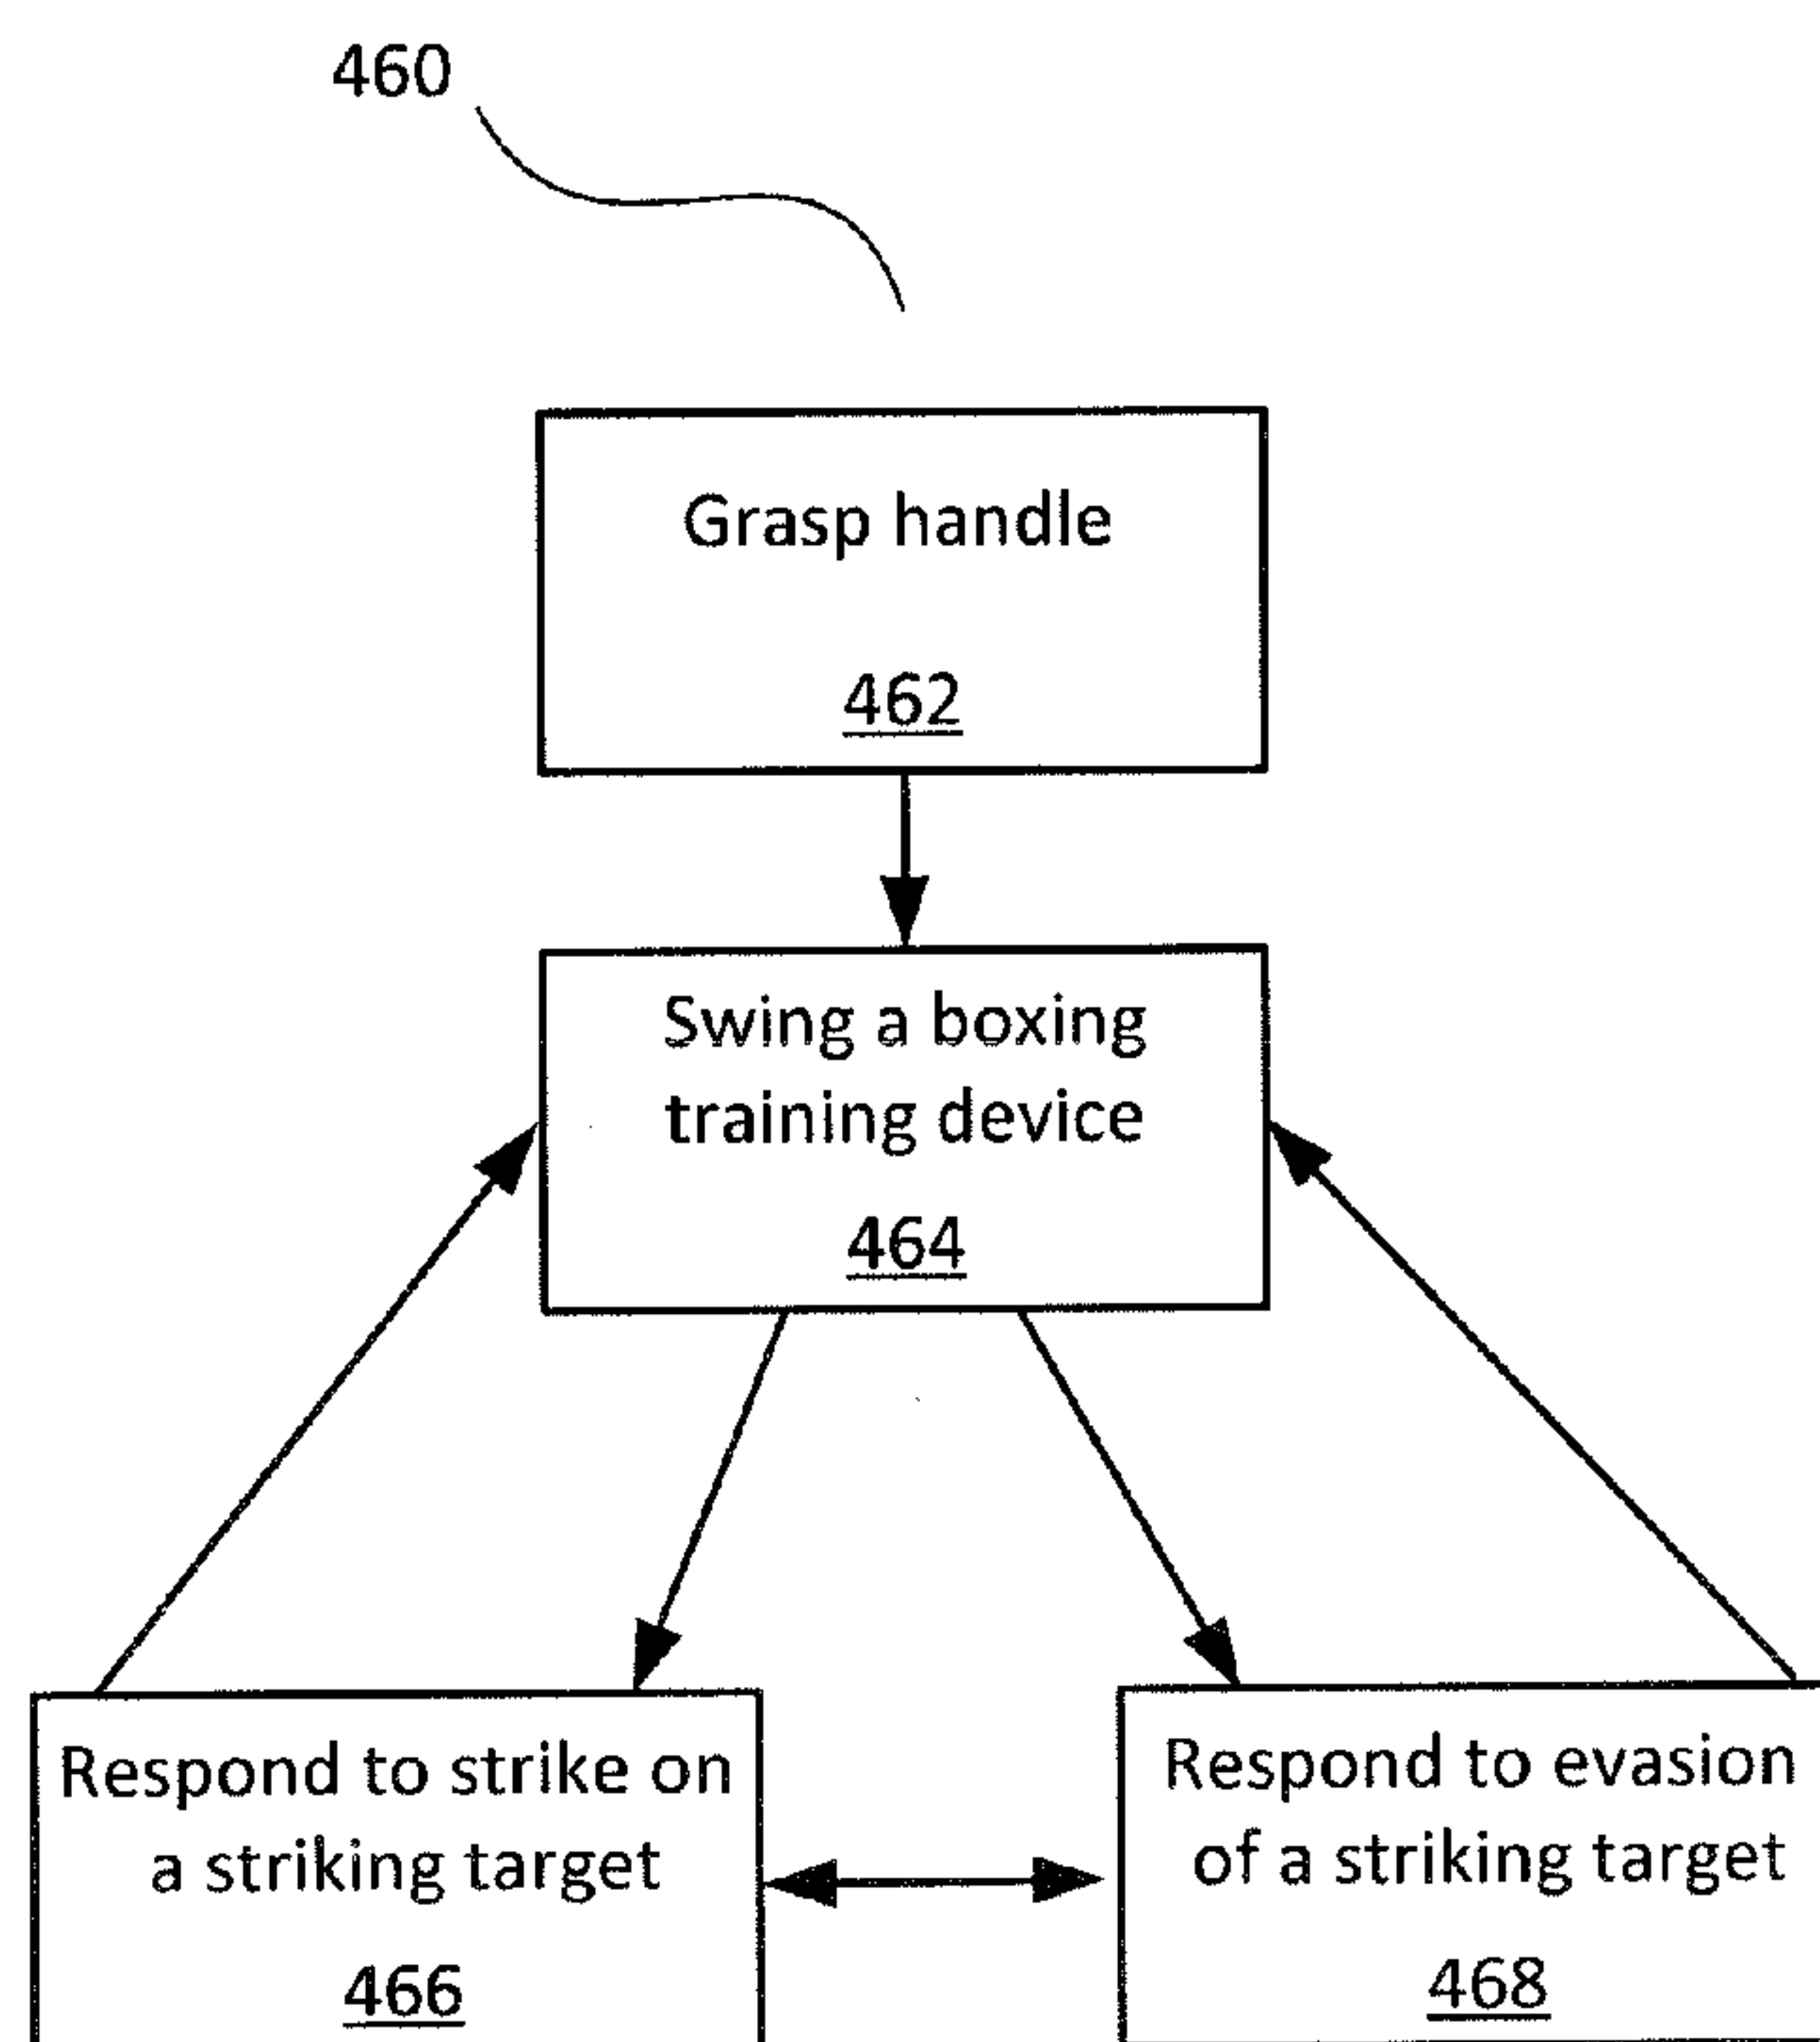 460
Grasp handle
462
Swing a boxing
training device
464
Respond to strike on
a striking target
466
Respond to evasion
of a striking target
468